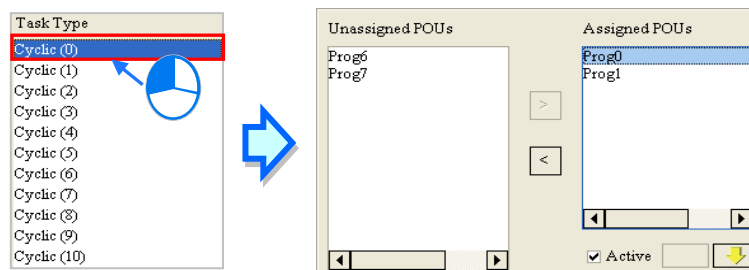 Task Type
Cyclic (0)
Cyclic (1)
Cyclic (2)
Cyclic (3)
Cyclic (4)
Cyclic (5)
Cyclic (6)
Cyclic (7)
Cyclic (8)
Cyclic (9)
Cyclic (10)
Unassigned POUs
Prog6
Prog7
>
<
Assigned POUs
Prog0
Prog1
Active